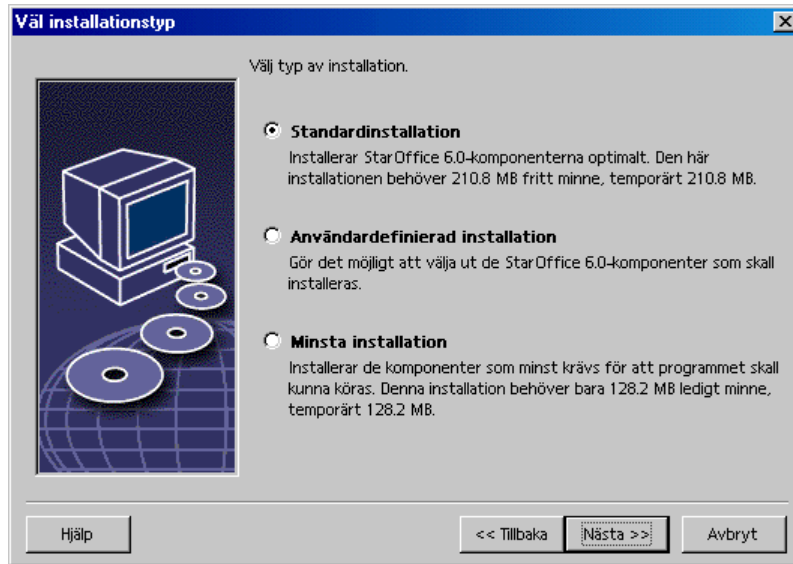 Väl installationstyp
Välj typ av installation.
Standardinstallation
Installerar StarOffice 6.0-komponenterna optimalt. Den här
installationen behöver 210.8 MB fritt minne, temporärt 210.8 MB.
Användardefinierad installation
Gör det möjligt att välja ut de StarOffice 6.0-komponenter som skall
installeras.
Minsta installation
Installerar de komponenter som minst krävs för att programmet skall
kunna köras. Denna installation behöver bara 128.2 MB ledigt minne,
temporärt 128.2 MB.
Hjälp
<< Tillbaka
Nästa >>
Avbryt